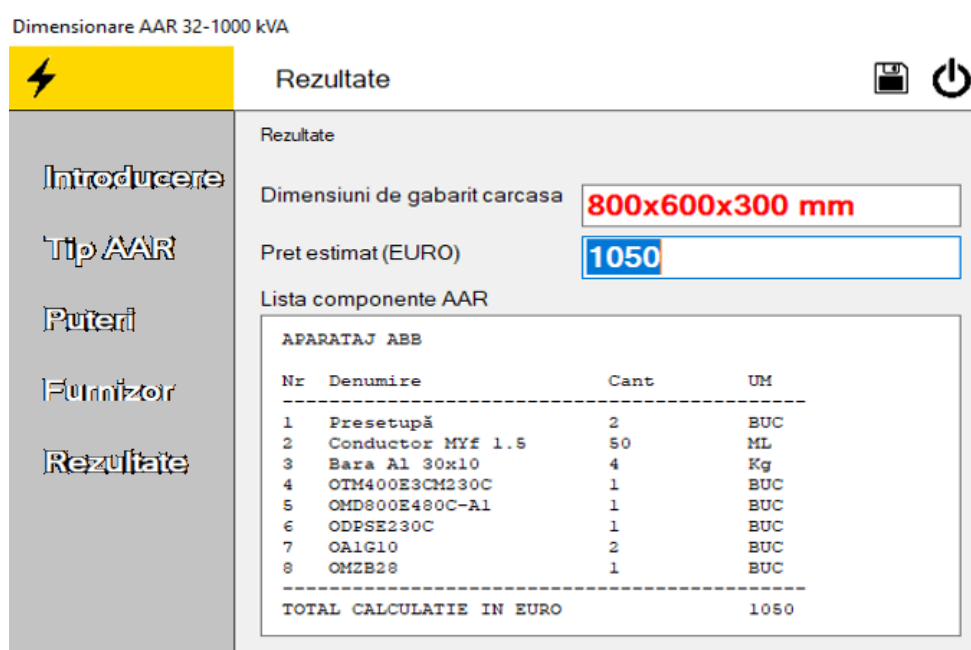 Dimensionare AAR 32-1000 kVA
Rezultate
Rezultate
Introducere
Tip AAR
Puteri
Furnizor
Rezultate
Dimensiuni de gabarit carcasa 800x600x300 mm
Pret estimat (EURO) 1050
Lista componente AAR
APARATAJ ABB
Nr Denumire Cant UM
--------------------------------------------------
1 Presetupă 2 BUC
2 Conductor MYf 1.5 50 ML
3 Bara Al 30x10 4 Kg
4 OTM400E3CM230C 1 BUC
5 OMD800E480C-A1 1 BUC
6 ODPSE230C 1 BUC
7 OA1G10 2 BUC
8 OMZB28 1 BUC
--------------------------------------------------
TOTAL CALCULATIE IN EURO 1050